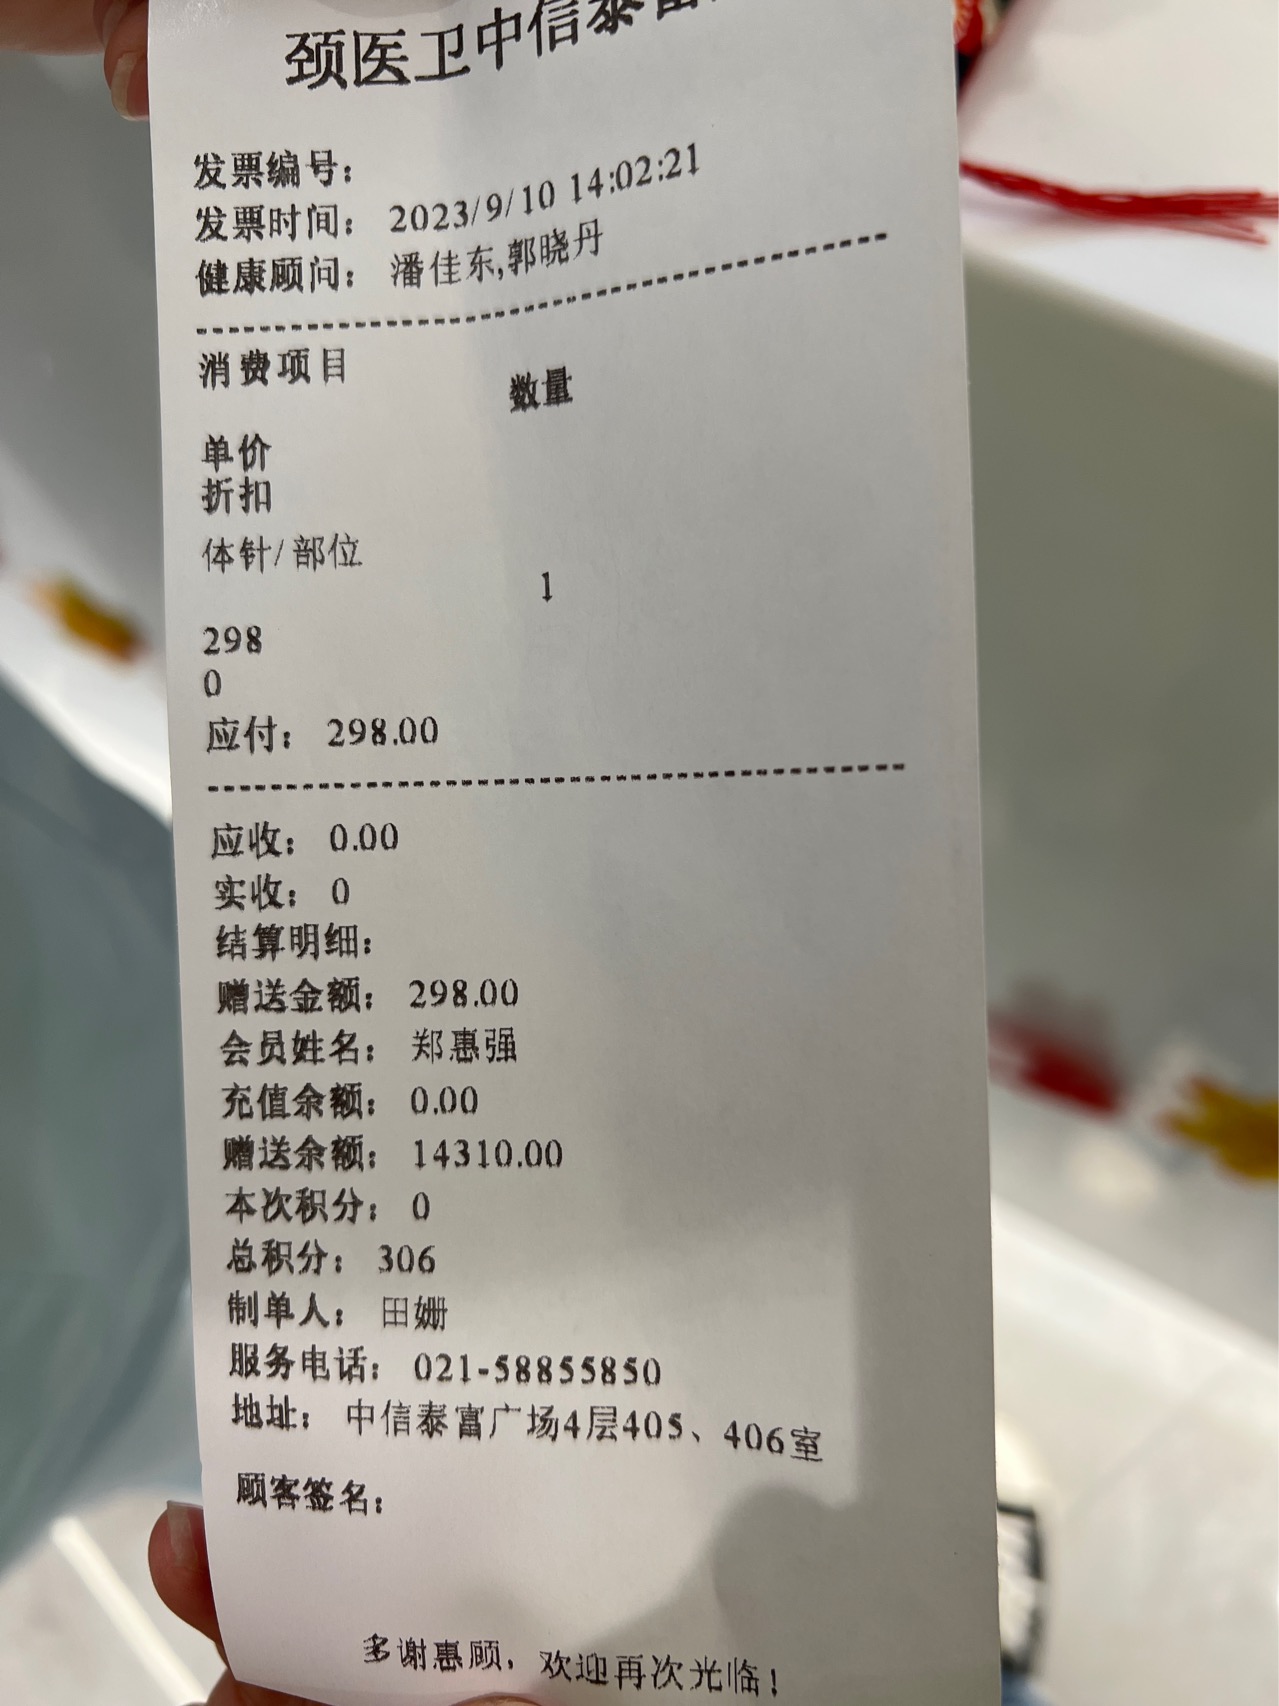 颈医卫中信泰富
发票编号：
发票时间： 2023/9/10 14:02:21
健康顾问： 潘佳东,郭晓丹
消费项目 数量
单价
折扣
体针/部位 1
298
0
应付： 298.00
应收： 0.00
实收： 0
结算明细：
赠送金额： 298.00
会员姓名： 郑惠强
充值余额： 0.00
赠送余额： 14310.00
本次积分： 0
总积分： 306
制单人： 田姗
服务电话： 021-58855850
地址： 中信泰富广场4层405、406室
顾客签名：
多谢惠顾，欢迎再次光临！